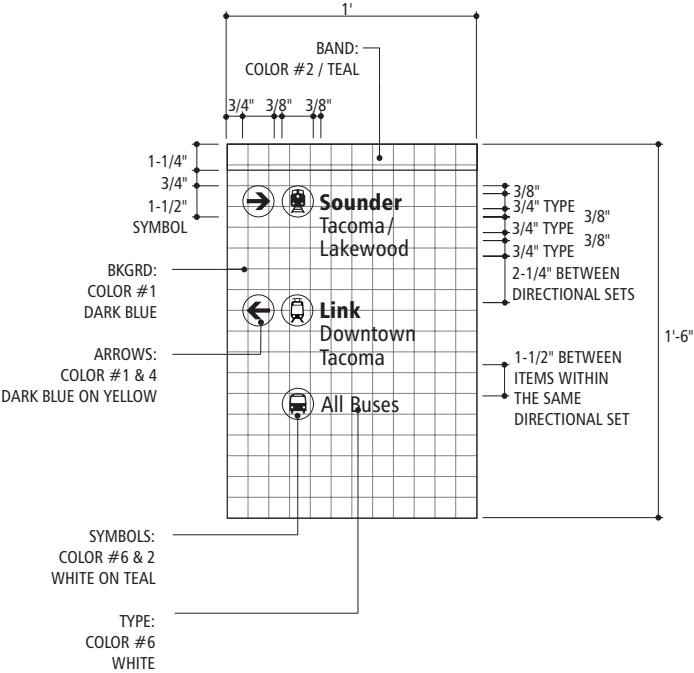 1'
BAND:
COLOR #2 / TEAL
3/4" 3/8" 3/8"
1-1/4"
3/4"
1-1/2"
SYMBOL
BKGRD:
COLOR #1
DARK BLUE
ARROWS:
COLOR #1 & 4
DARK BLUE ON YELLOW
SYMBOLS:
COLOR #6 & 2
WHITE ON TEAL
TYPE:
COLOR #6
WHITE
Sounder
Tacoma/
Lakewood
Link
Downtown
Tacoma
All Buses
3/8"
3/4" TYPE
3/8"
3/4" TYPE
3/8"
3/4" TYPE
2-1/4" BETWEEN
DIRECTIONAL SETS
1'-6"
1-1/2" BETWEEN
ITEMS WITHIN
THE SAME
DIRECTIONAL SET